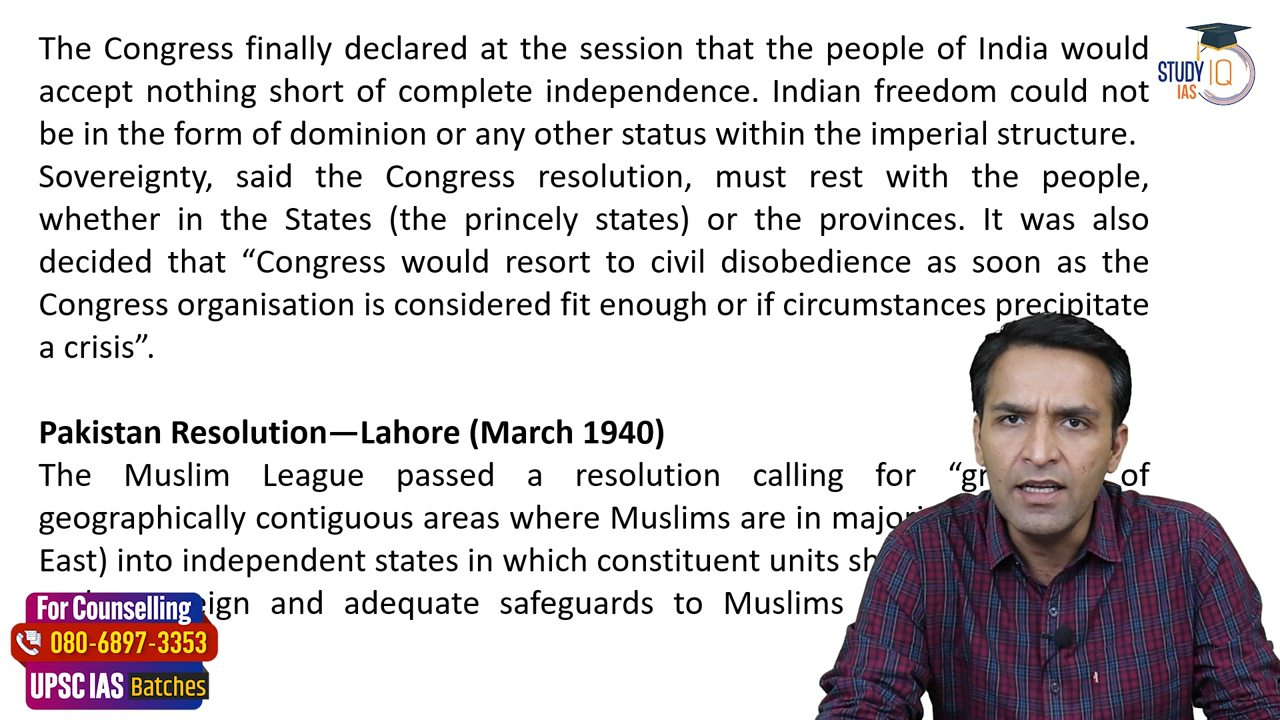 The Congress finally declared at the session that the people of India would
accept nothing short of complete independence. Indian freedom could not
be in the form of dominion or any other status within the imperial structure.
Sovereignty, said the Congress resolution, must rest with the people,
whether in the States (the princely states) or the provinces. It was also
decided that “Congress would resort to civil disobedience as soon as the
Congress organisation is considered fit enough or if circumstances precipitate
a crisis”.
Pakistan Resolution—Lahore (March 1940)
The Muslim League passed a resolution calling for “ of
geographically contiguous areas where Muslims are in
East) into independent states in which constituent units
and adequate safeguards to Muslims
STUDY IQ
IAS
For Counselling
080-6897-3353
UPSC IAS Batches